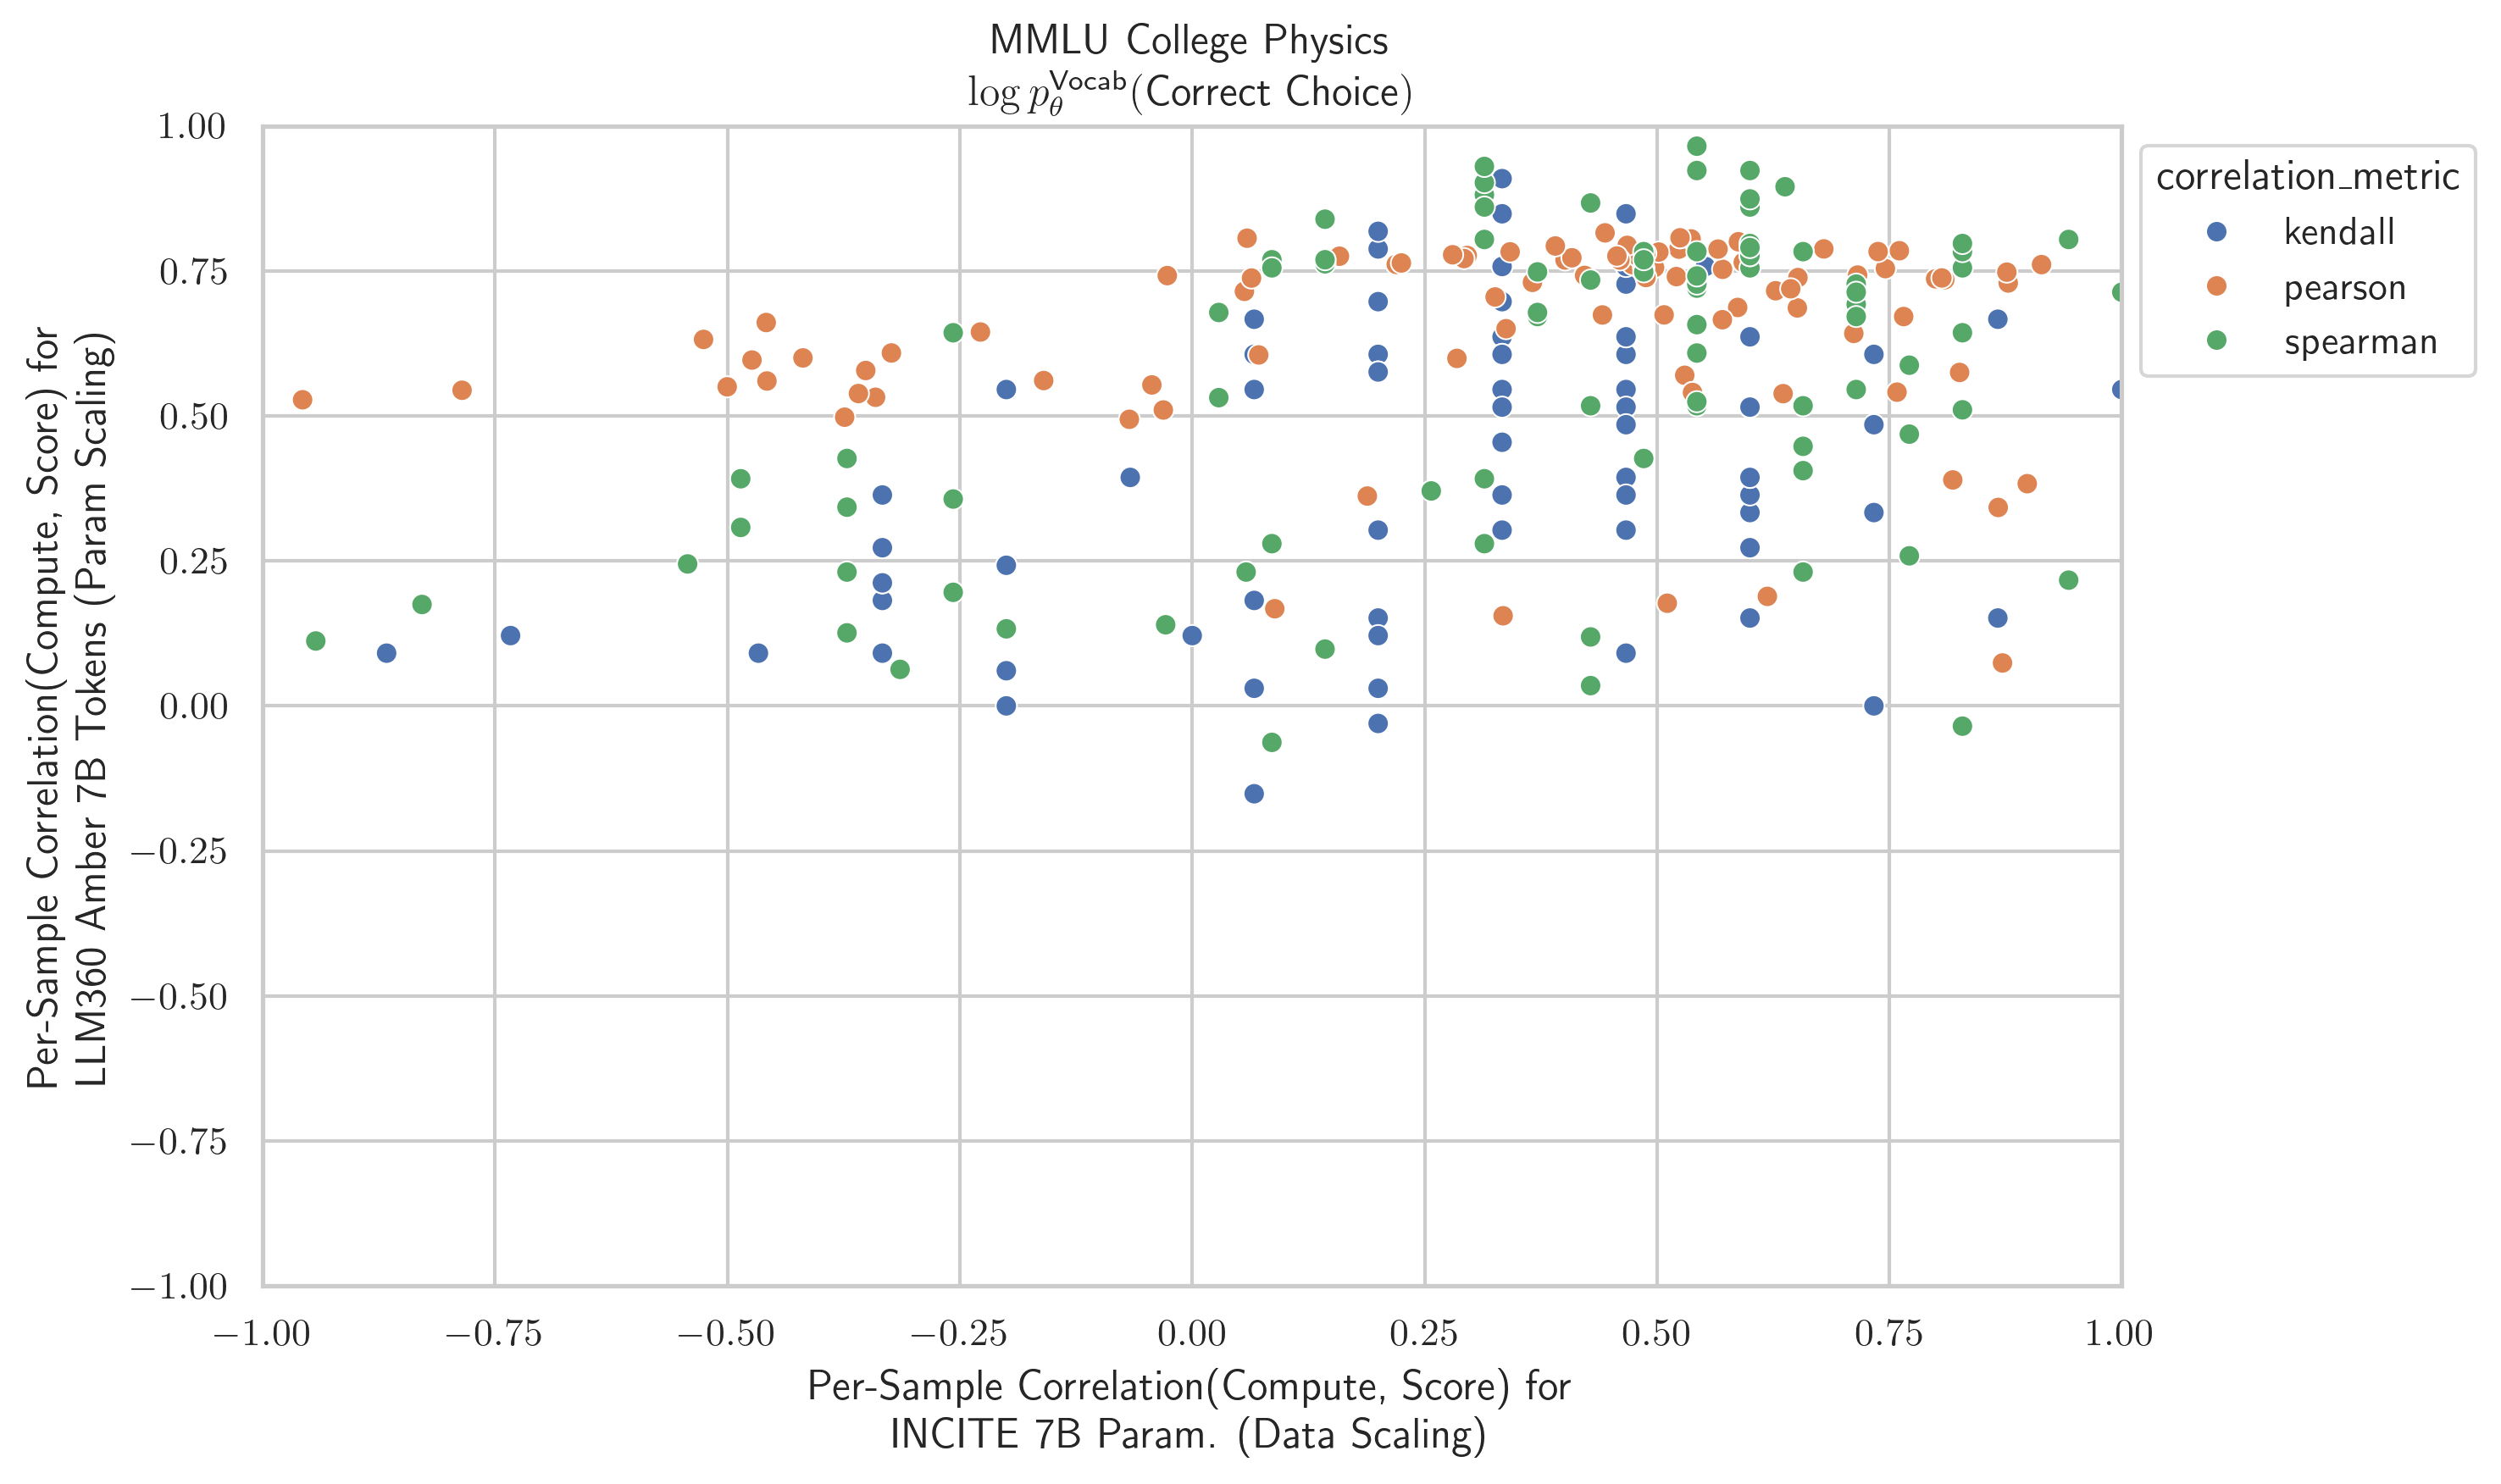 MMLU College Physics
log p_θ^Vocab(Correct Choice)
Per-Sample Correlation(Compute, Score) for
LLM360 Amber 7B Tokens (Param Scaling)
1.00
0.75
0.50
0.25
0.00
−0.25
−0.50
−0.75
−1.00
−1.00 −0.75 −0.50 −0.25 0.00 0.25 0.50 0.75 1.00
Per-Sample Correlation(Compute, Score) for
INCITE 7B Param. (Data Scaling)
correlation_metric
kendall
pearson
spearman